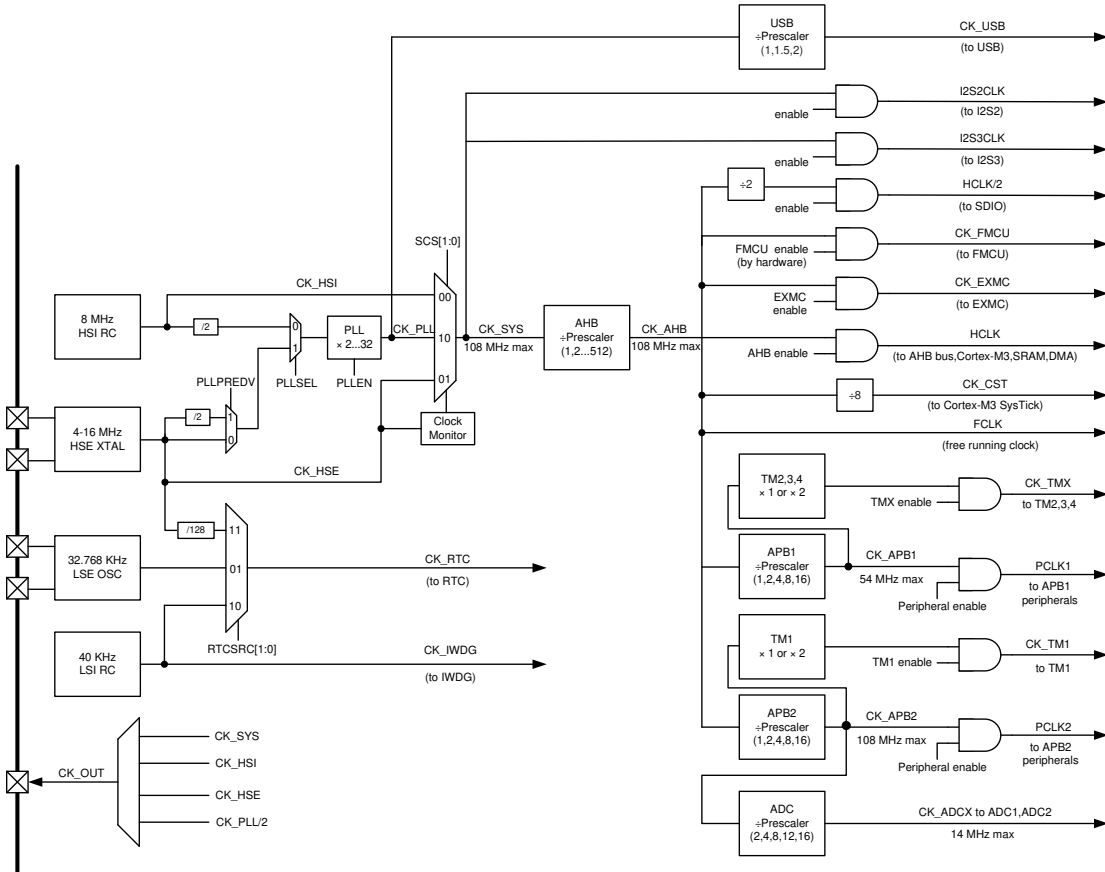 USB
÷Prescaler
(1,1.5,2)
CK_USB
(to USB)
I2S2CLK
enable
(to I2S2)
I2S3CLK
enable
(to I2S3)
÷2
HCLK/2
enable
(to SDIO)
CK_FMCU
FMCU enable
(by hardware)
(to FMCU)
SCS[1:0]
CK_HSI
00
CK_EXMC
EXMC
enable
(to EXMC)
8 MHz
HSI RC
/2
0
1
PLL
× 2...32
CK_PLL
10
CK_SYS
108 MHz max
AHB
÷Prescaler
(1,2...512)
CK_AHB
108 MHz max
HCLK
AHB enable
(to AHB bus,Cortex-M3,SRAM,DMA)
PLLPREDV
PLLSEL
PLLEN
01
÷8
CK_CST
(to Cortex-M3 SysTick)
4-16 MHz
HSE XTAL
/2
1
0
Clock
Monitor
FCLK
(free running clock)
CK_HSE
TM2,3,4
× 1 or × 2
CK_TMX
TMX enable
to TM2,3,4
/128
11
32.768 KHz
LSE OSC
01
CK_RTC
(to RTC)
10
APB1
÷Prescaler
(1,2,4,8,16)
CK_APB1
54 MHz max
PCLK1
Peripheral enable
to APB1
peripherals
40 KHz
LSI RC
RTCSRC[1:0]
CK_IWDG
(to IWDG)
TM1
× 1 or × 2
CK_TM1
TM1 enable
to TM1
APB2
÷Prescaler
(1,2,4,8,16)
CK_APB2
108 MHz max
PCLK2
Peripheral enable
to APB2
peripherals
CK_OUT
CK_SYS
CK_HSI
CK_HSE
CK_PLL/2
ADC
÷Prescaler
(2,4,8,12,16)
CK_ADCX to ADC1,ADC2
14 MHz max